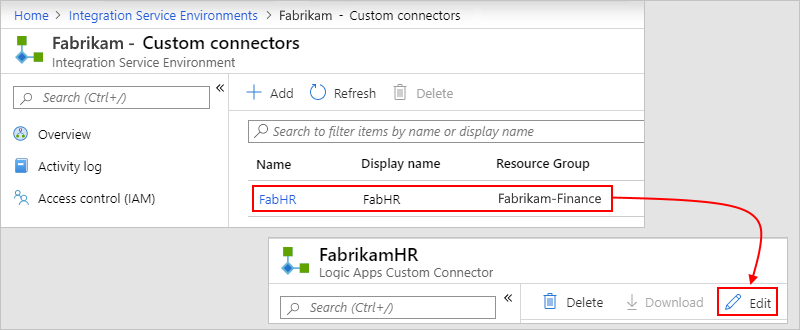 Home > Integration Service Environments > Fabrikam - Custom connectors
Fabrikam - Custom connectors
Integration Service Environment
Search (Ctrl+/)
«
Add Refresh Delete
Overview
Activity log
Access control (IAM)
Search to filter items by name or display name
Name Display name Resource Group
FabHR FabHR Fabrikam-Finance
FabrikamHR
Logic Apps Custom Connector
Search (Ctrl+/)
«
Delete Download Edit